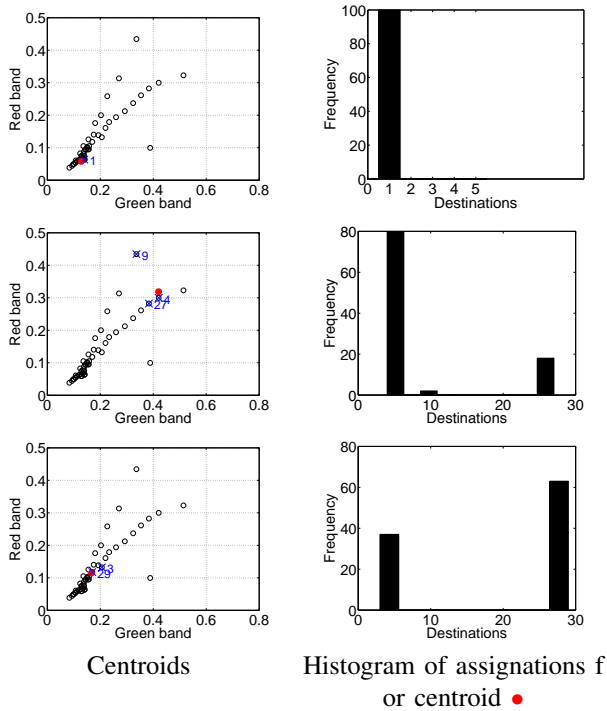 0.5
0.4
0.3
0.2
0.1
0
Red band
1
0 0.2 0.4 0.6 0.8
Green band
100
80
60
40
20
0
Frequency
0 1 2 3 4 5
Destinations
0.5
0.4
0.3
0.2
0.1
0
Red band
9
4
27
0 0.2 0.4 0.6 0.8
Green band
80
60
40
20
0
Frequency
0 10 20 30
Destinations
0.5
0.4
0.3
0.2
0.1
0
Red band
3
29
0 0.2 0.4 0.6 0.8
Green band
80
60
40
20
0
Frequency
0 10 20 30
Destinations
Centroids
Histogram of assignations f
or centroid